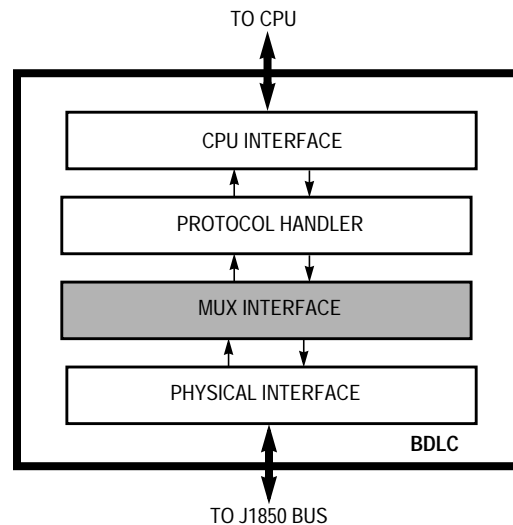 TO CPU
CPU INTERFACE
PROTOCOL HANDLER
MUX INTERFACE
PHYSICAL INTERFACE
BDLC
TO J1850 BUS